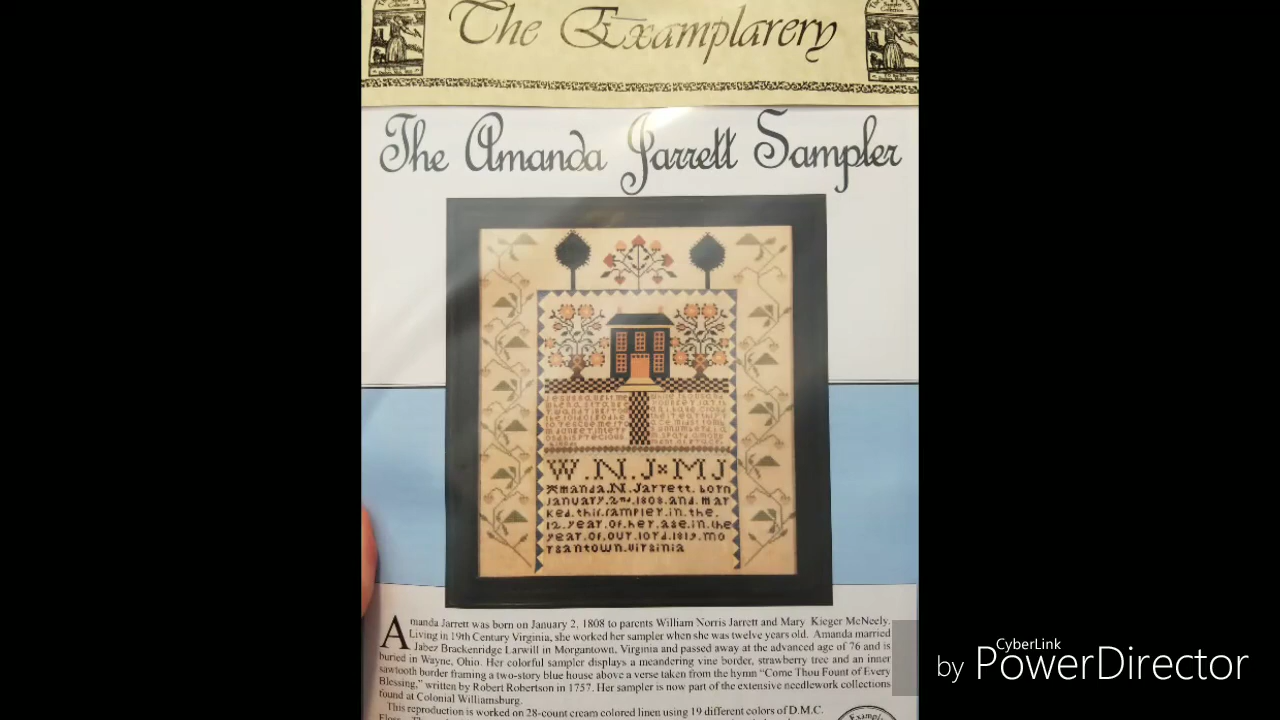 The Examplarery
The Amanda Jarrett Sampler
W.N.J×MJ
Amanda.N.Jarrett.born
January.2nd.1808.and.mar
ked.this.sampler.in.the.
12.year.of.her.age.in.the
year.of.our.lord.1819.mo
rgantown.virginia
Amanda Jarrett was born on January 2, 1808 to parents William Norris Jarrett and Mary Kieger McNeely.
Living in 19th Century Virginia, she worked her sampler when she was twelve years old. Amanda married
Jabez Brackenridge Larwill in Morgantown, Virginia and passed away at the advanced age of 76 and is
buried in Wayne, Ohio. Her colorful sampler displays a meandering vine border, strawberry tree and an inner
sawtooth border framing a two-story blue house above a verse taken from the hymn “Come Thou Fount of Every
Blessing,” written by Robert Robertson in 1757. Her sampler is now part of the extensive needlework collections
found at Colonial Williamsburg.
This reproduction is worked on 28-count cream colored linen using 19 different colors of D.M.C.
by CyberLink PowerDirector